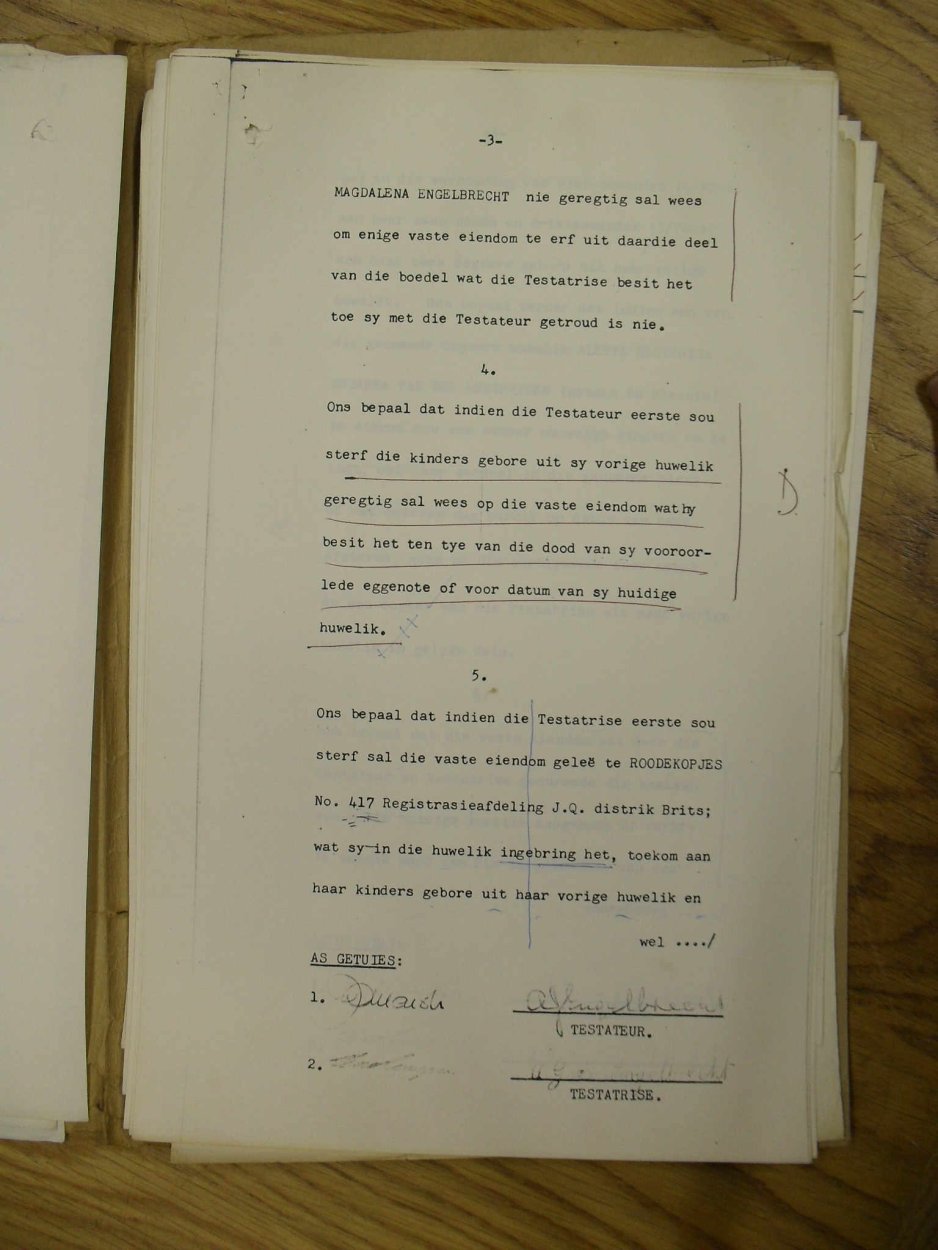 -3-
MAGDALENA ENGELBRECHT nie geregtig sal wees
om enige vaste eiendom te erf uit daardie deel
van die boedel wat die Testatrise besit het
toe sy met die Testateur getroud is nie.
4.
Ons bepaal dat indien die Testateur eerste sou
sterf die kinders gebore uit sy vorige huwelik
geregtig sal wees op die vaste eiendom wat hy
besit het ten tye van die dood van sy vooroor-
lede eggenote of voor datum van sy huidige
huwelik.
D
5.
Ons bepaal dat indien die Testatrise eerste sou
sterf sal die vaste eiendom geleë te ROODEKOPJES
No. 417 Registrasieafdeling J.Q. distrik Brits;
wat sy in die huwelik ingebring het, toekom aan
haar kinders gebore uit haar vorige huwelik en
wel ..../
AS GETUIES:
1.
Engelbrecht
TESTATEUR.
2.
TESTATRISE.